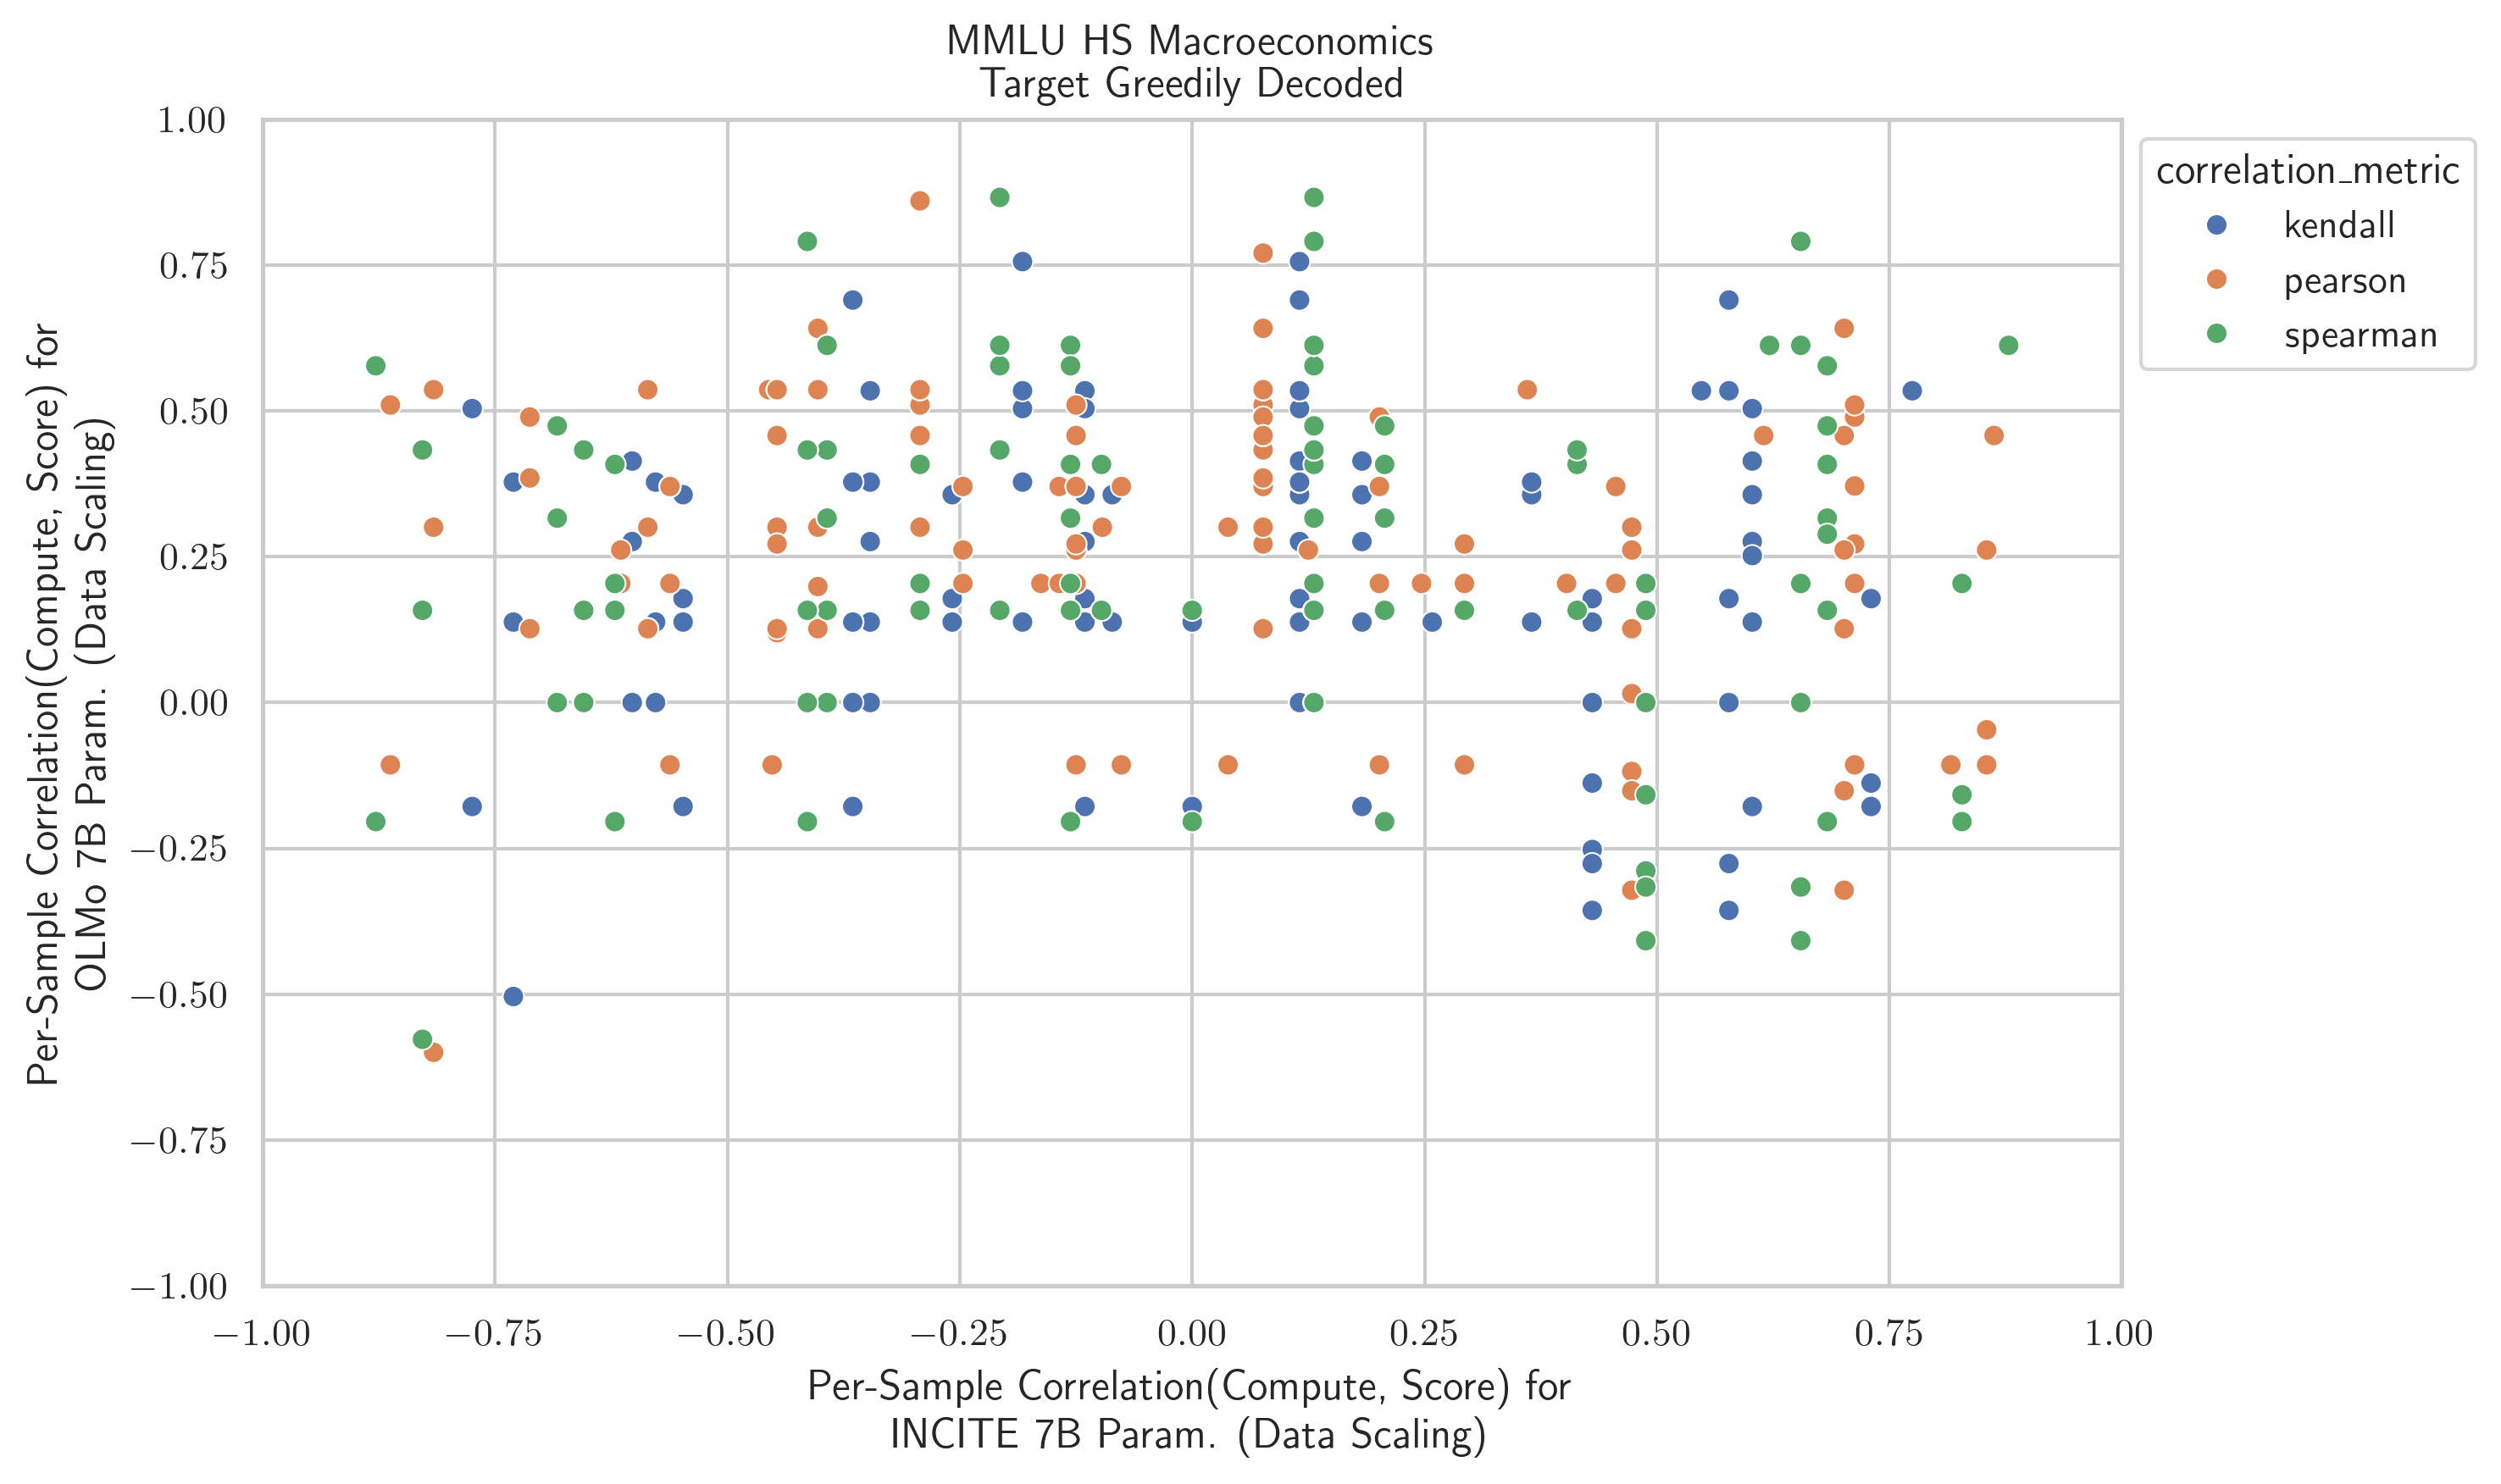 MMLU HS Macroeconomics
Target Greedily Decoded
Per-Sample Correlation(Compute, Score) for
OLMo 7B Param. (Data Scaling)
1.00
0.75
0.50
0.25
0.00
−0.25
−0.50
−0.75
−1.00
−1.00
−0.75
−0.50
−0.25
0.00
0.25
0.50
0.75
1.00
Per-Sample Correlation(Compute, Score) for
INCITE 7B Param. (Data Scaling)
correlation_metric
kendall
pearson
spearman